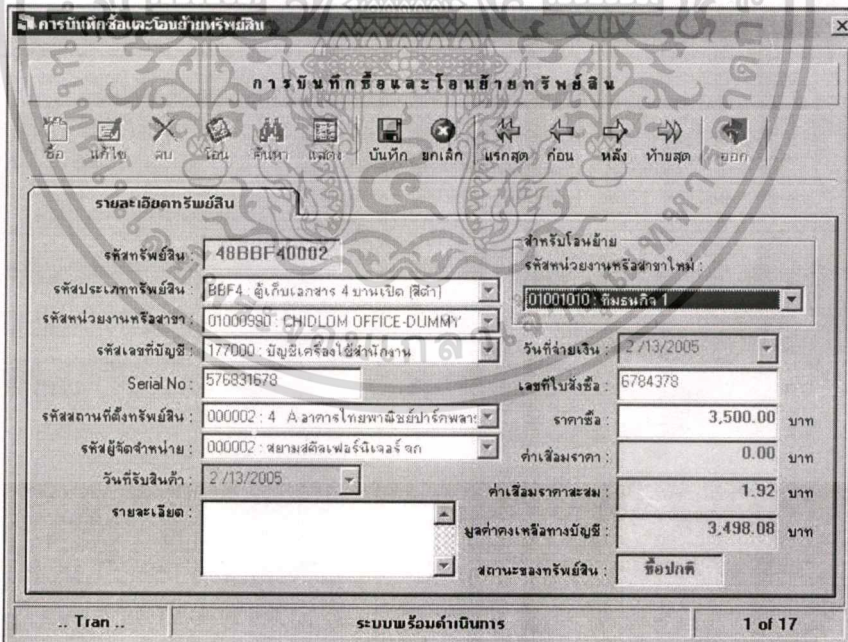 การบันทึกซื้อและโอนย้ายทรัพย์สิน
การบันทึกซื้อและโอนย้ายทรัพย์สิน
ซื้อ แก้ไข ลบ โอน ค้นหา แสดง บันทึก ยกเลิก แรกสุด ก่อน หลัง ท้ายสุด ออก
รายละเอียดทรัพย์สิน
รหัสทรัพย์สิน : 48BBF40002
รหัสประเภททรัพย์สิน : BBF4 : ตู้เก็บเอกสาร 4 บานเปิด (สีดำ)
รหัสหน่วยงานหรือสาขา : 01000990 : CHIDLOM OFFICE-DUMMY
รหัสเลขที่บัญชี : 177000 : บัญชีเครื่องใช้สำนักงาน
Serial No : 576831678
รหัสสถานที่ตั้งทรัพย์สิน : 000002 : 4 A อาคารไทยพาณิชย์ปาร์คพลาซ
รหัสผู้จัดจำหน่าย : 000002 : สยามสตีลเฟอร์นิเจอร์ จก
วันที่รับสินค้า : 2 /13/2005
รายละเอียด :
สำหรับโอนย้าย
รหัสหน่วยงานหรือสาขาใหม่ :
01001010 : ทีมธนกิจ 1
วันที่จ่ายเงิน : 2 /13/2005
เลขที่ใบสั่งซื้อ : 6784378
ราคาซื้อ : 3,500.00 บาท
ค่าเสื่อมราคา : 0.00 บาท
ค่าเสื่อมราคาสะสม : 1.92 บาท
มูลค่าคงเหลือทางบัญชี : 3,498.08 บาท
สถานะของทรัพย์สิน : ซื้อปกติ
.. Tran .. ระบบพร้อมดำเนินการ 1 of 17